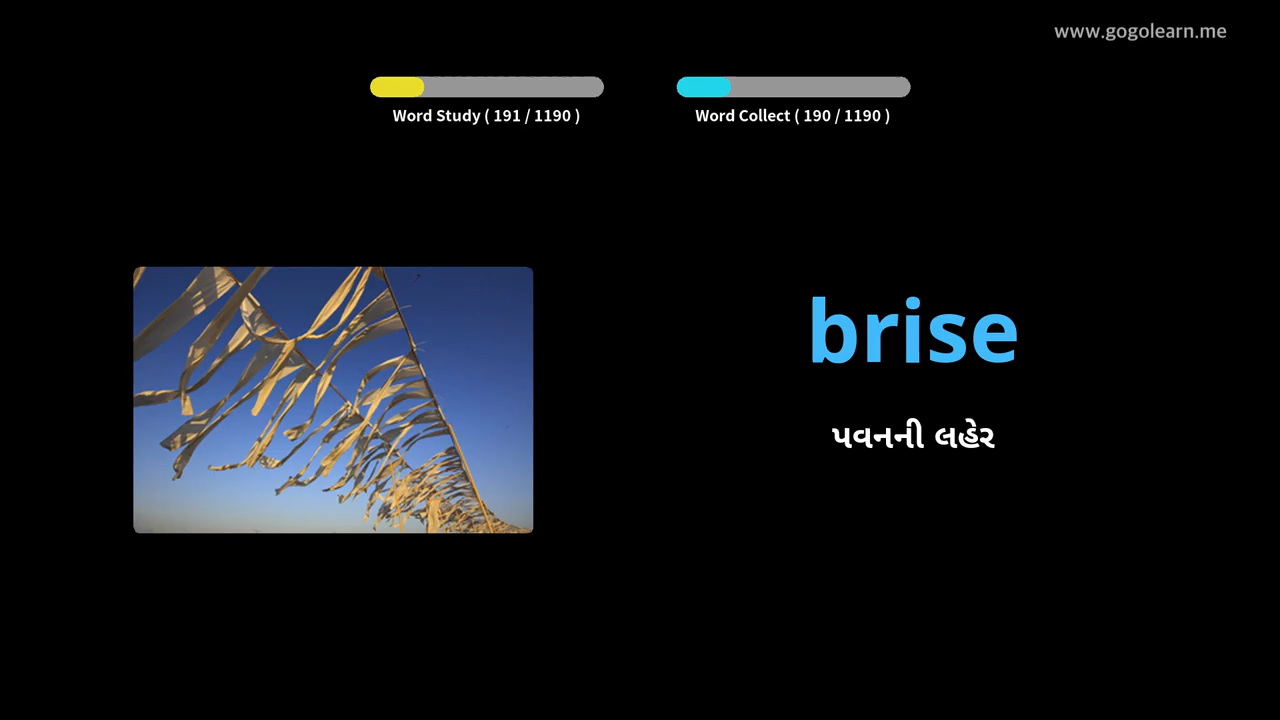 www.gogolearn.me
Word Study ( 191 / 1190 )
Word Collect ( 190 / 1190 )
brise
પવનની લહેર